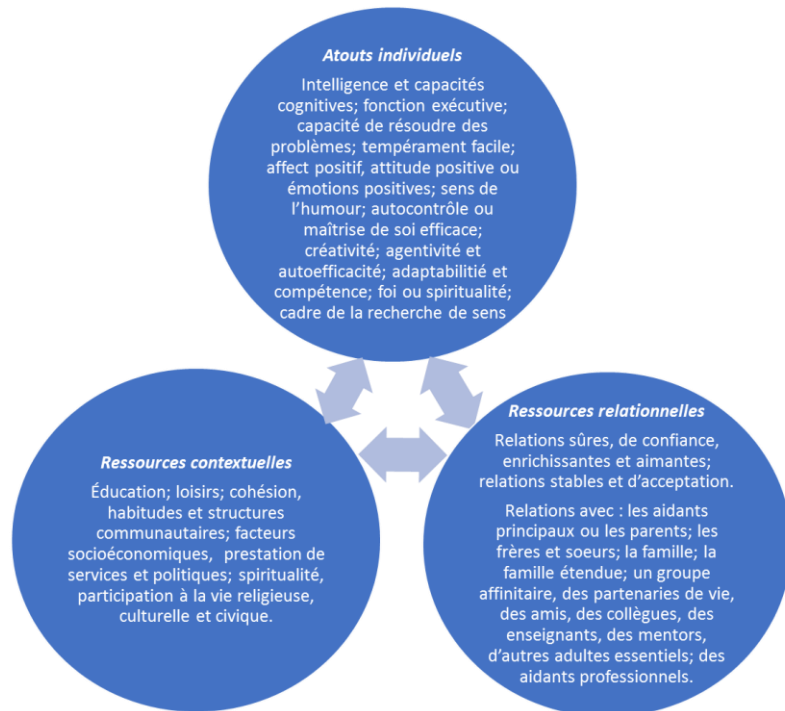 Atouts individuels
Intelligence et capacités
cognitives; fonction exécutive;
capacité de résoudre des
problèmes; tempérament facile;
affect positif, attitude positive ou
émotions positives; sens de
l'humour; autocontrôle ou
maîtrise de soi efficace;
créativité; agentivité et
autoefficacité; adaptabilitié et
compétence; foi ou spiritualité;
cadre de la recherche de sens
Ressources contextuelles
Éducation; loisirs; cohésion,
habitudes et structures
communautaires; facteurs
socioéconomiques, prestation de
services et politiques; spiritualité,
participation à la vie religieuse,
culturelle et civique.
Ressources relationnelles
Relations sûres, de confiance,
enrichissantes et aimantes;
relations stables et d'acceptation.
Relations avec : les aidants
principaux ou les parents; les
frères et soeurs; la famille; la
famille étendue; un groupe
affinitaire, des partenaries de vie,
des amis, des collègues, des
enseignants, des mentors,
d'autres adultes essentiels; des
aidants professionnels.